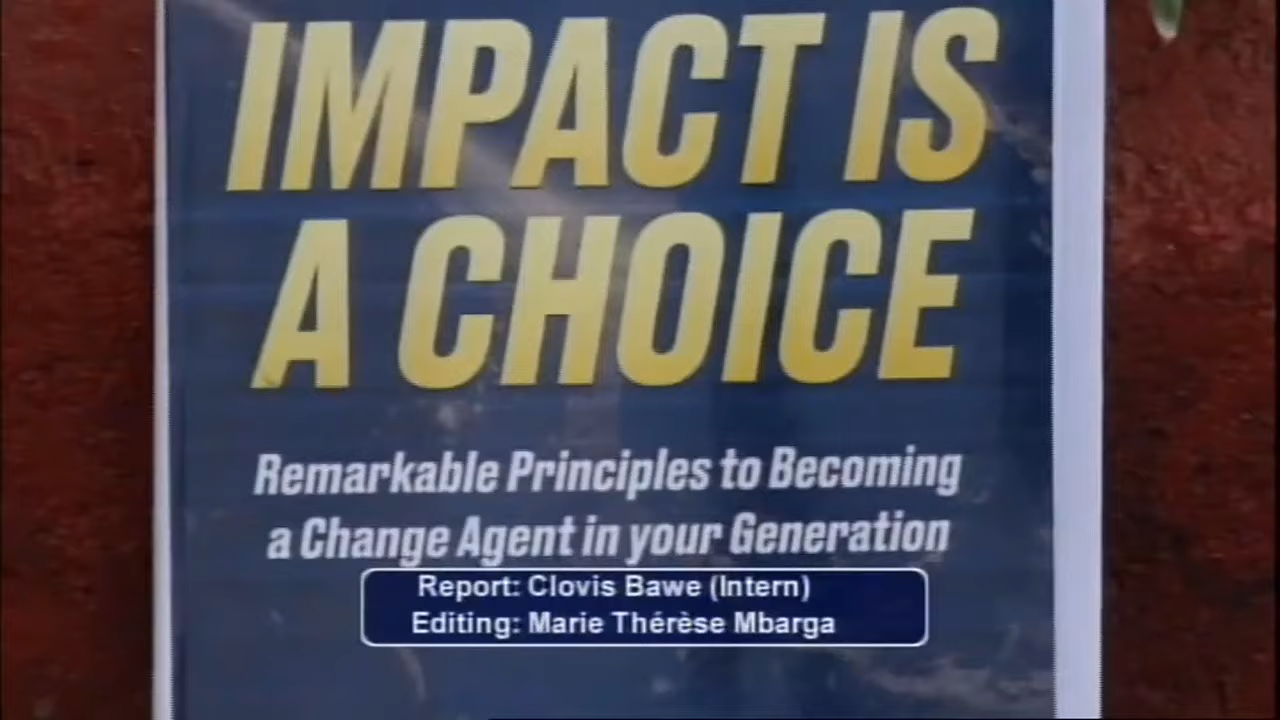 IMPACT IS
A CHOICE
Remarkable Principles to Becoming
a Change Agent in your Generation
Report: Clovis Bawe (Intern)
Editing: Marie Thérèse Mbarga